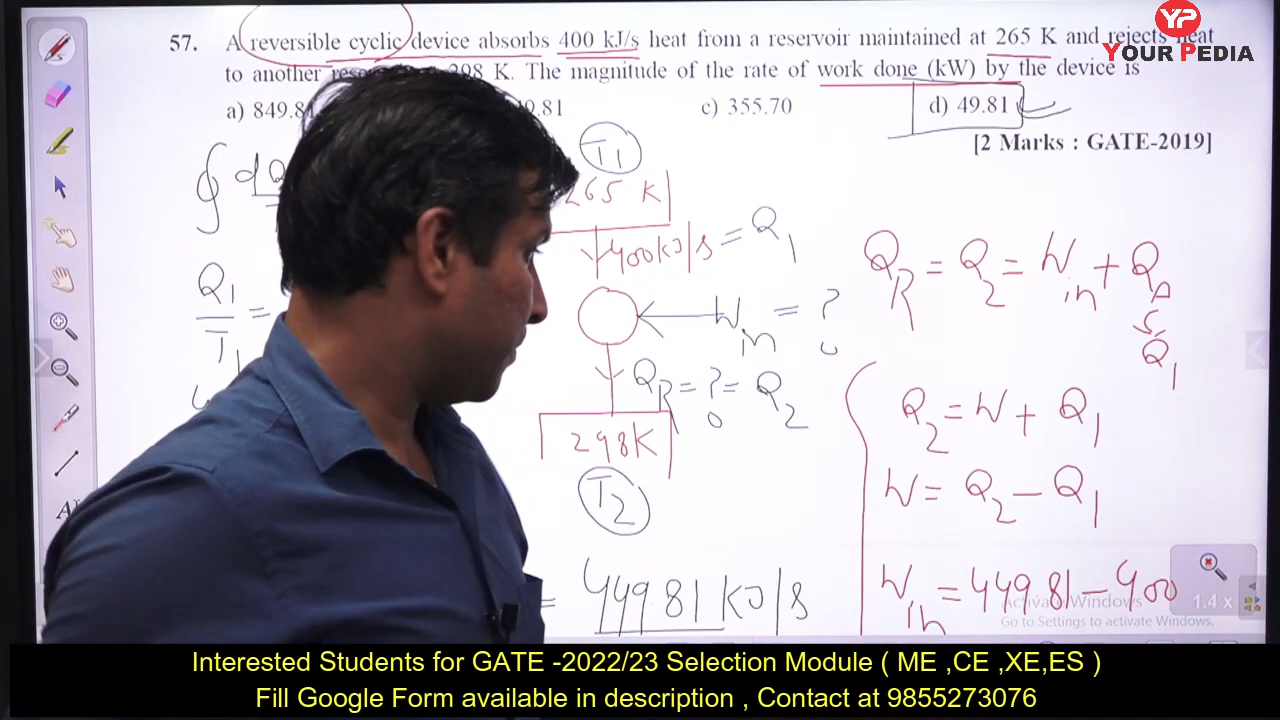 57. A reversible cyclic device absorbs 400 kJ/s heat from a reservoir maintained at 265 K and rejects heat
YP
YOUR PEDIA
to another 298 K. The magnitude of the rate of work done (kW) by the device is
a) 849.81 c) 355.70 d) 49.81
[2 Marks : GATE-2019]
T1
265 K
400 kJ/s = Q1
Q1/T1 =
Win = ?
QR = ? = Q2
298K
T2
= 449.81 kJ/s
QR = Q2 = Win + QA
Q1
Q2 = W + Q1
W = Q2 - Q1
Win = 449.81 - 400
1.4 x
Activate Windows
Go to Settings to activate Windows.
Interested Students for GATE -2022/23 Selection Module ( ME ,CE ,XE,ES )
Fill Google Form available in description , Contact at 9855273076